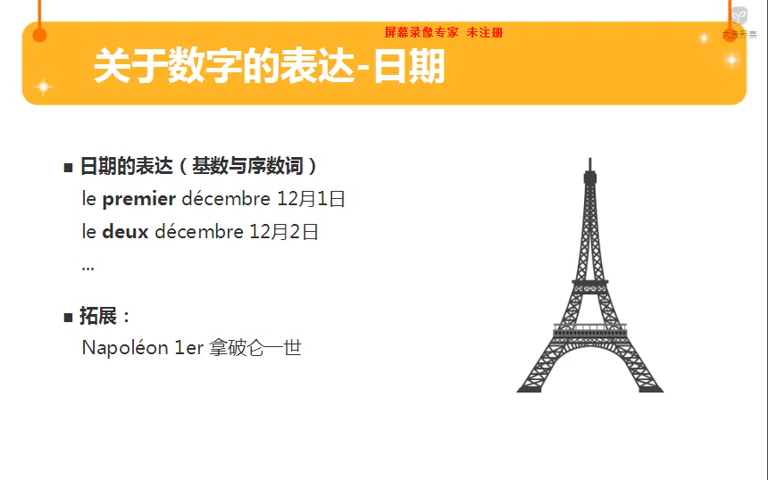 屏幕录像专家 未注册
关于数字的表达-日期
■ 日期的表达（基数与序数词）
le premier décembre 12月1日
le deux décembre 12月2日
...
■ 拓展：
Napoléon 1er 拿破仑一世